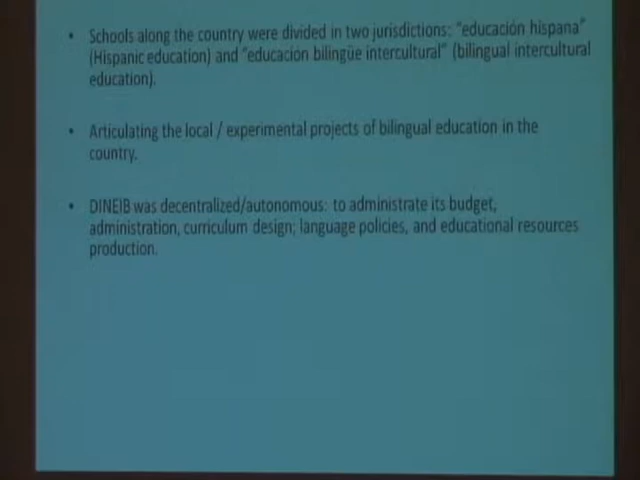 • Schools along the country were divided in two jurisdictions: "educación hispana"
(Hispanic education) and "educación bilingüe intercultural" (bilingual intercultural
education).
• Articulating the local / experimental projects of bilingual education in the
country.
• DINEIB was decentralized/autonomous: to administrate its budget,
administration, curriculum design; language policies, and educational resources
production.